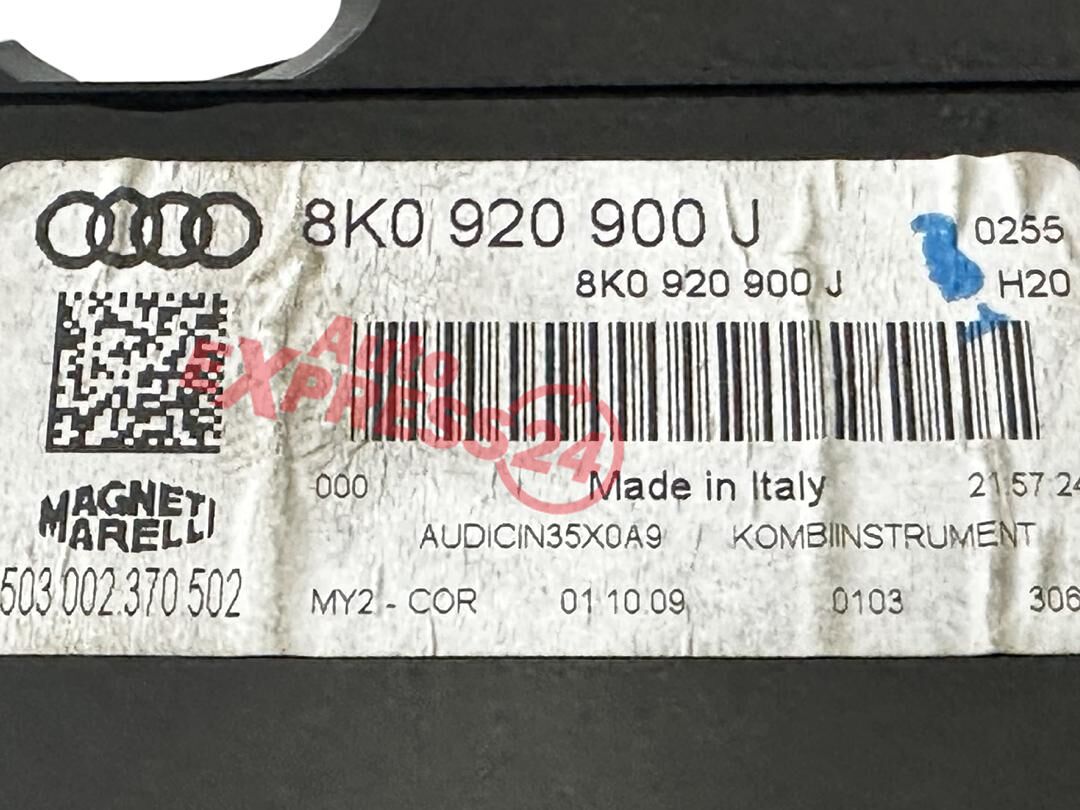 8K0 920 900 J 0255
8K0 920 900 J H20
Auto
EXPRESS24
000 Made in Italy 21.57 24
MAGNETI
MARELLI
AUDICIN35X0A9 / KOMBIINSTRUMENT
503.002.370.502 MY2 - COR 01.10.09 0103 306